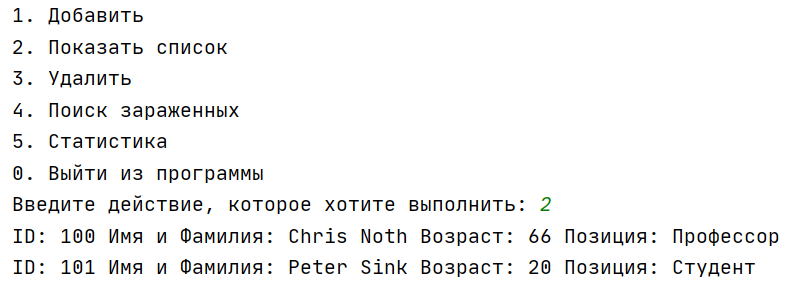 1. Добавить
2. Показать список
3. Удалить
4. Поиск зараженных
5. Статистика
0. Выйти из программы
Введите действие, которое хотите выполнить: 2
ID: 100 Имя и Фамилия: Chris Noth Возраст: 66 Позиция: Профессор
ID: 101 Имя и Фамилия: Peter Sink Возраст: 20 Позиция: Студент